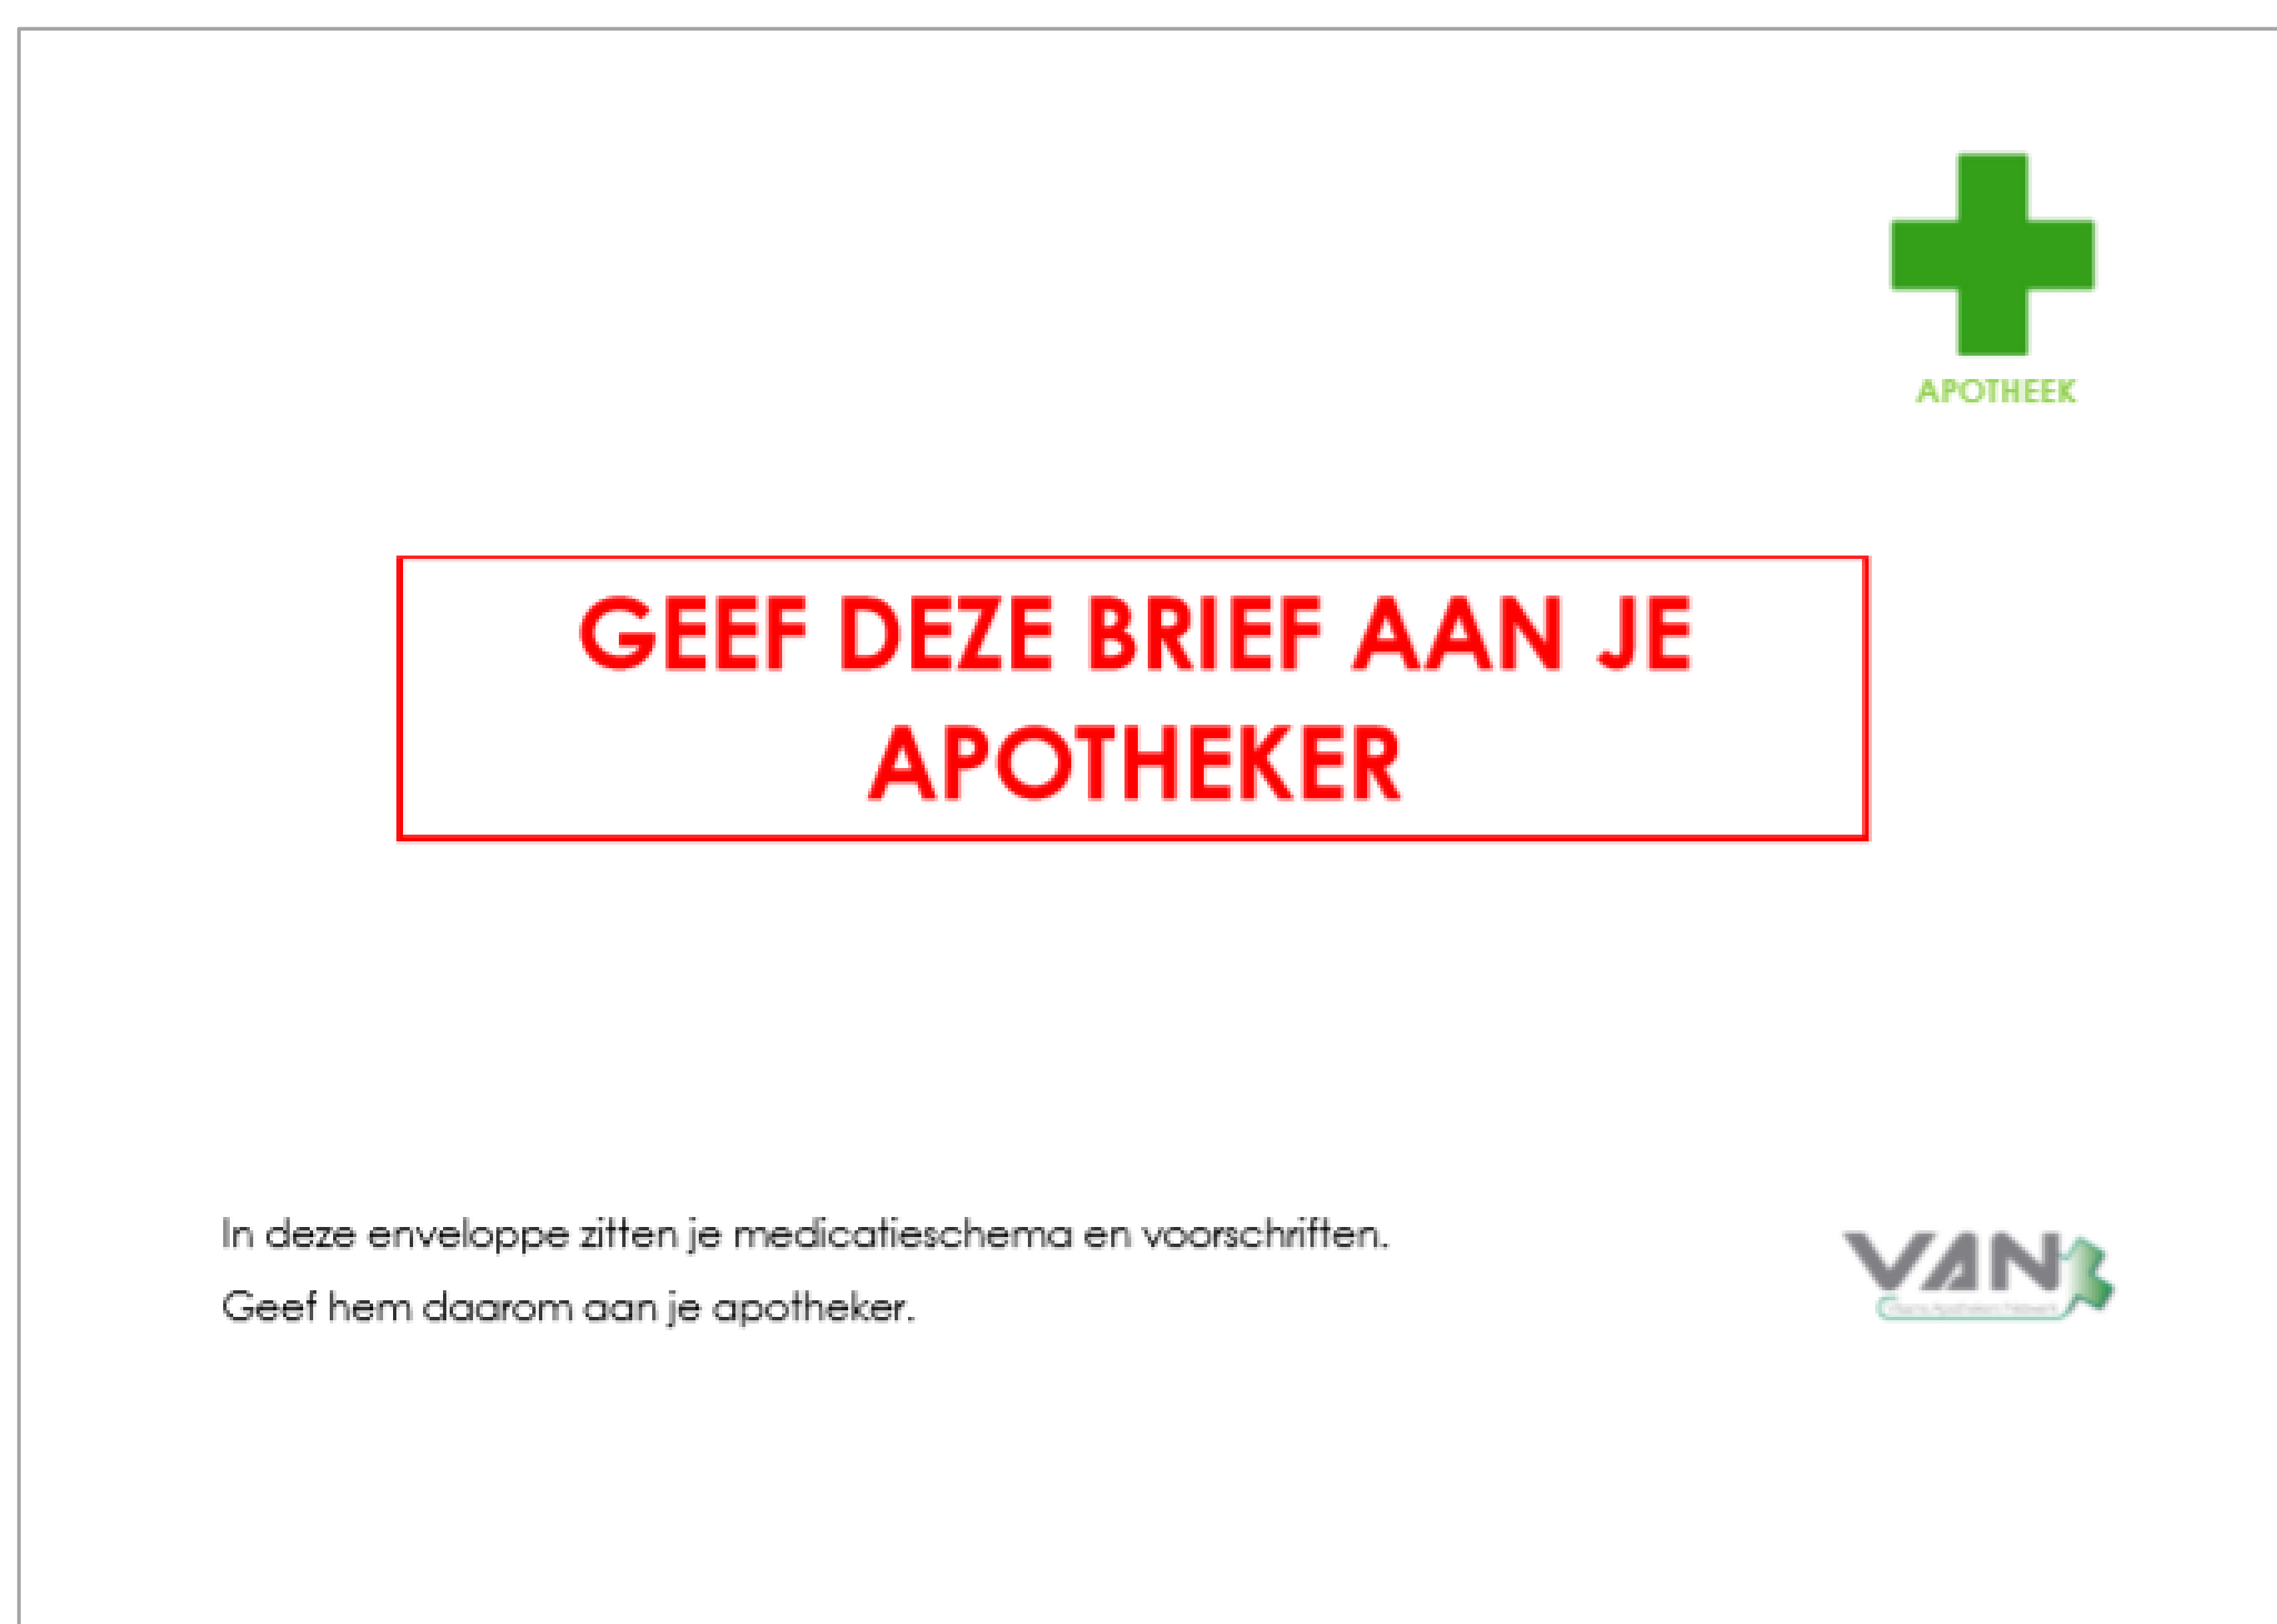 APOTHEEK
GEEF DEZE BRIEF AAN JE
APOTHEKER
In deze enveloppe zitten je medicatieschema en voorschriften.
Geef hem daarom aan je apotheker.
VAN